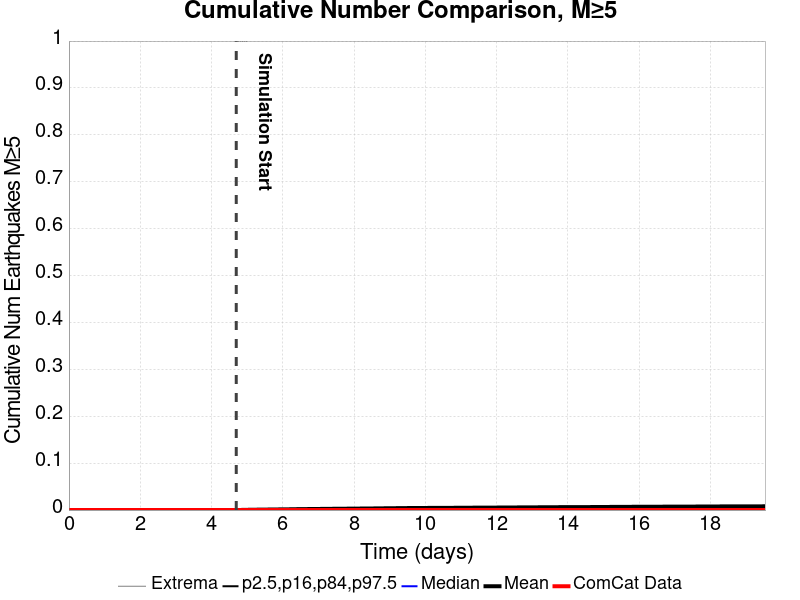 Cumulative Number Comparison, M≥5
Cumulative Num Earthquakes M≥5
1
0.9
0.8
0.7
0.6
0.5
0.4
0.3
0.2
0.1
0
Simulation Start
0 2 4 6 8 10 12 14 16 18
Time (days)
Extrema p2.5,p16,p84,p97.5 Median Mean ComCat Data